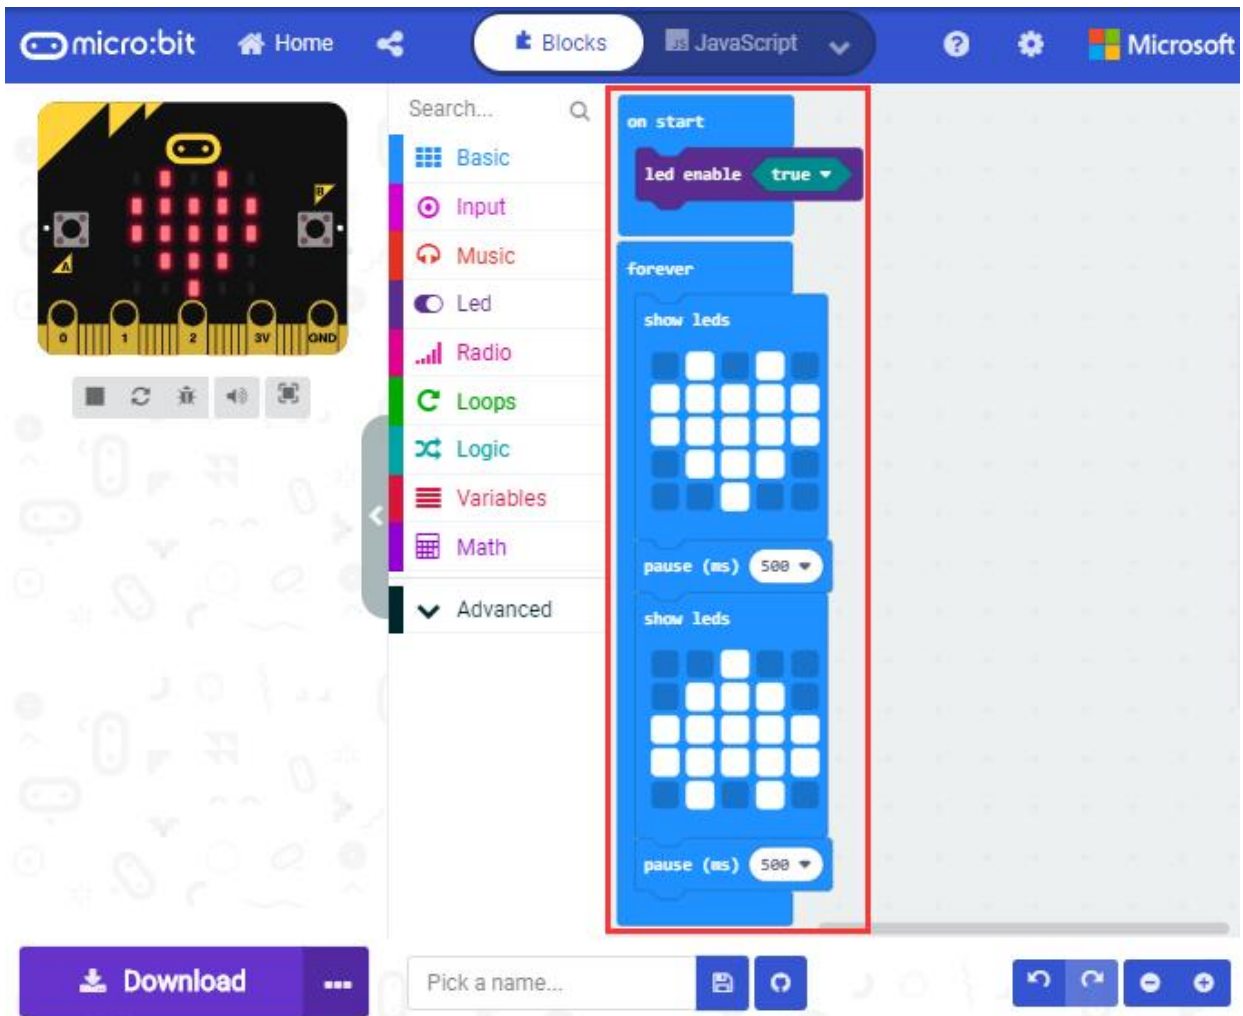 micro:bit Home Blocks JS JavaScript ? Microsoft
Search...
Basic
Input
Music
Led
Radio
Loops
Logic
Variables
Math
Advanced
A
B
0 1 2 3V GND
on start
led enable true
forever
show leds
pause (ms) 500
show leds
pause (ms) 500
Download ... Pick a name...